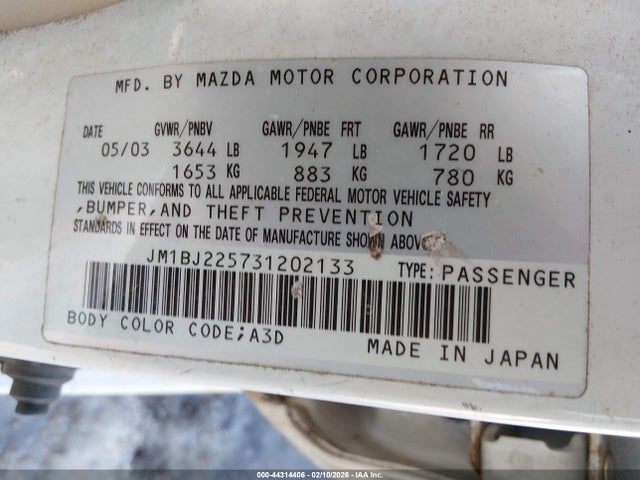 MFD. BY MAZDA MOTOR CORPORATION
DATE GVWR/PNBV GAWR/PNBE FRT GAWR/PNBE RR
05/03 3644 LB 1947 LB 1720 LB
1653 KG 883 KG 780 KG
THIS VEHICLE CONFORMS TO ALL APPLICABLE FEDERAL MOTOR VEHICLE SAFETY
,BUMPER,AND THEFT PREVENTION
STANDARDS IN EFFECT ON THE DATE OF MANUFACTURE SHOWN ABOVE
JM1BJ225731202133 TYPE: PASSENGER
BODY COLOR CODE;A3D
MADE IN JAPAN
000-44314406 - 02/10/2026 - IAAI, Inc.